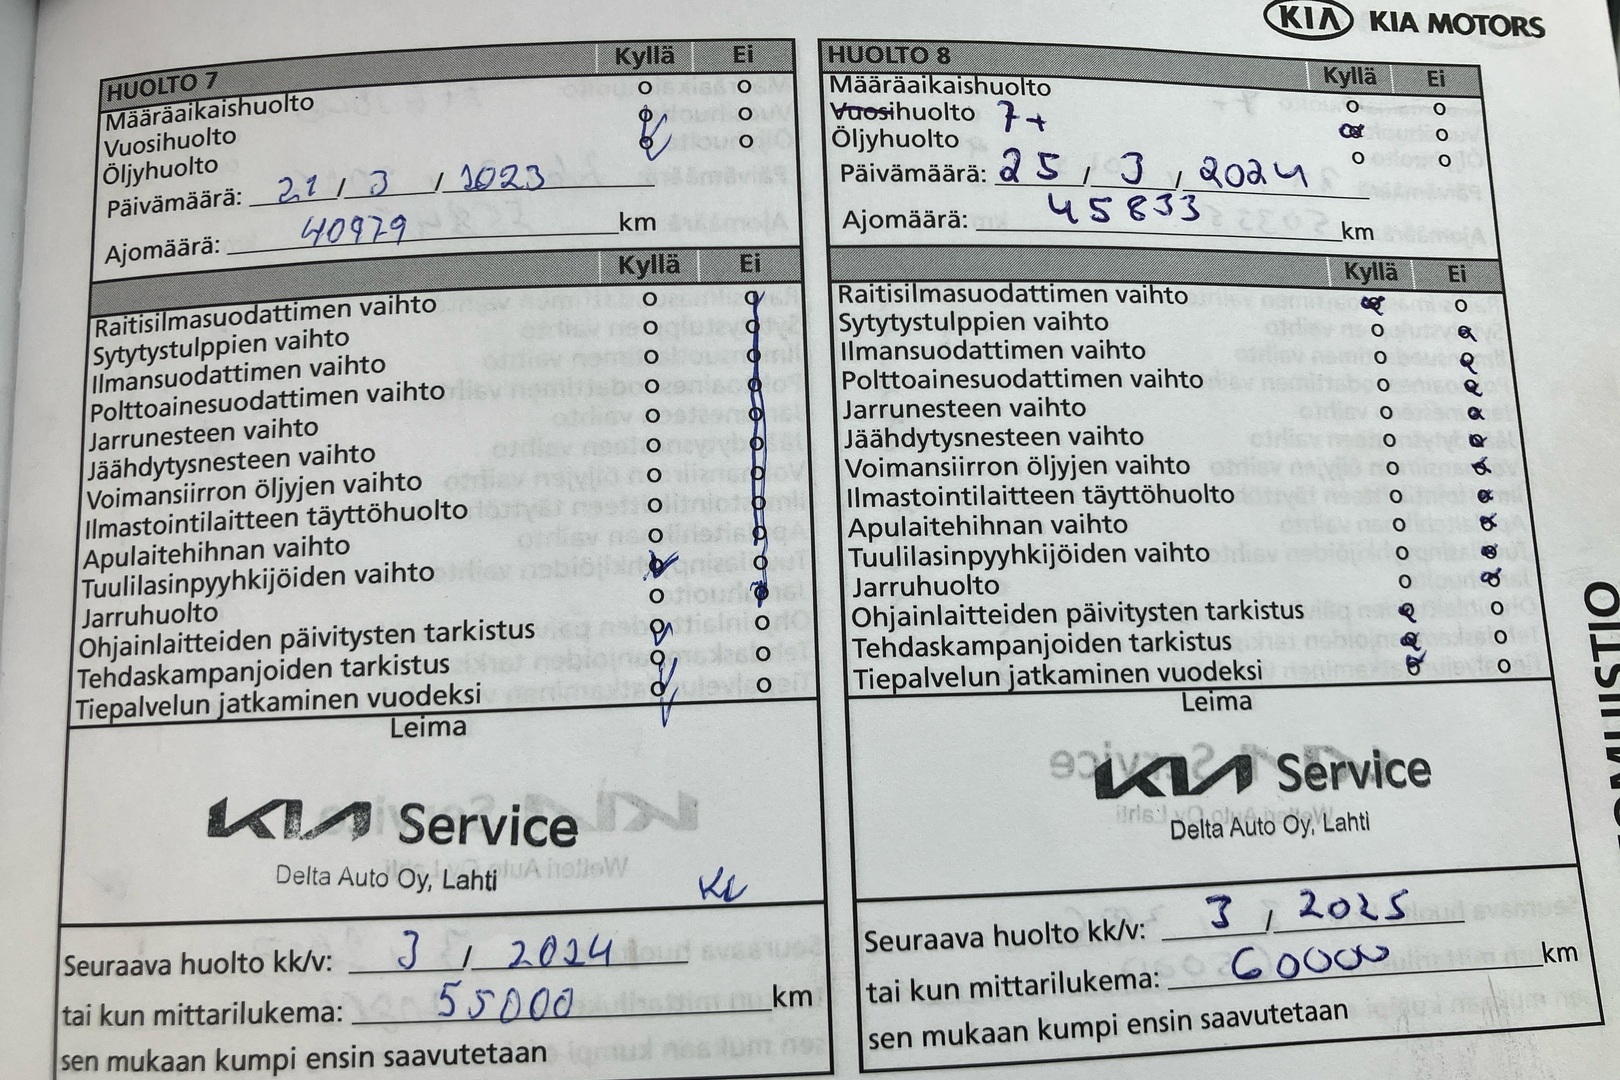 KIA KIA MOTORS
HUOLTO 7 Kyllä Ei
Määräaikaishuolto
Vuosihuolto
Öljyhuolto
Päivämäärä: 21 / 3 / 2023
Ajomäärä: 40979 km
Kyllä Ei
Raitisilmasuodattimen vaihto
Sytytystulppien vaihto
Ilmansuodattimen vaihto
Polttoainesuodattimen vaihto
Jarrunesteen vaihto
Jäähdytysnesteen vaihto
Voimansiirron öljyjen vaihto
Ilmastointilaitteen täyttöhuolto
Apulaitehihnan vaihto
Tuulilasinpyyhkijöiden vaihto
Jarruhuolto
Ohjainlaitteiden päivitysten tarkistus
Tehdaskampanjoiden tarkistus
Tiepalvelun jatkaminen vuodeksi
Leima
KIA Service
Delta Auto Oy, Lahti
KL
Seuraava huolto kk/v: 3 / 2024
tai kun mittarilukema: 55000 km
sen mukaan kumpi ensin saavutetaan
HUOLTO 8 Kyllä Ei
Määräaikaishuolto
Vuosihuolto 7+
Öljyhuolto
Päivämäärä: 25 / 3 / 2024
Ajomäärä: 45833 km
Kyllä Ei
Raitisilmasuodattimen vaihto
Sytytystulppien vaihto
Ilmansuodattimen vaihto
Polttoainesuodattimen vaihto
Jarrunesteen vaihto
Jäähdytysnesteen vaihto
Voimansiirron öljyjen vaihto
Ilmastointilaitteen täyttöhuolto
Apulaitehihnan vaihto
Tuulilasinpyyhkijöiden vaihto
Jarruhuolto
Ohjainlaitteiden päivitysten tarkistus
Tehdaskampanjoiden tarkistus
Tiepalvelun jatkaminen vuodeksi
Leima
KIA Service
Delta Auto Oy, Lahti
Seuraava huolto kk/v: 3 / 2025
tai kun mittarilukema: 60000 km
sen mukaan kumpi ensin saavutetaan